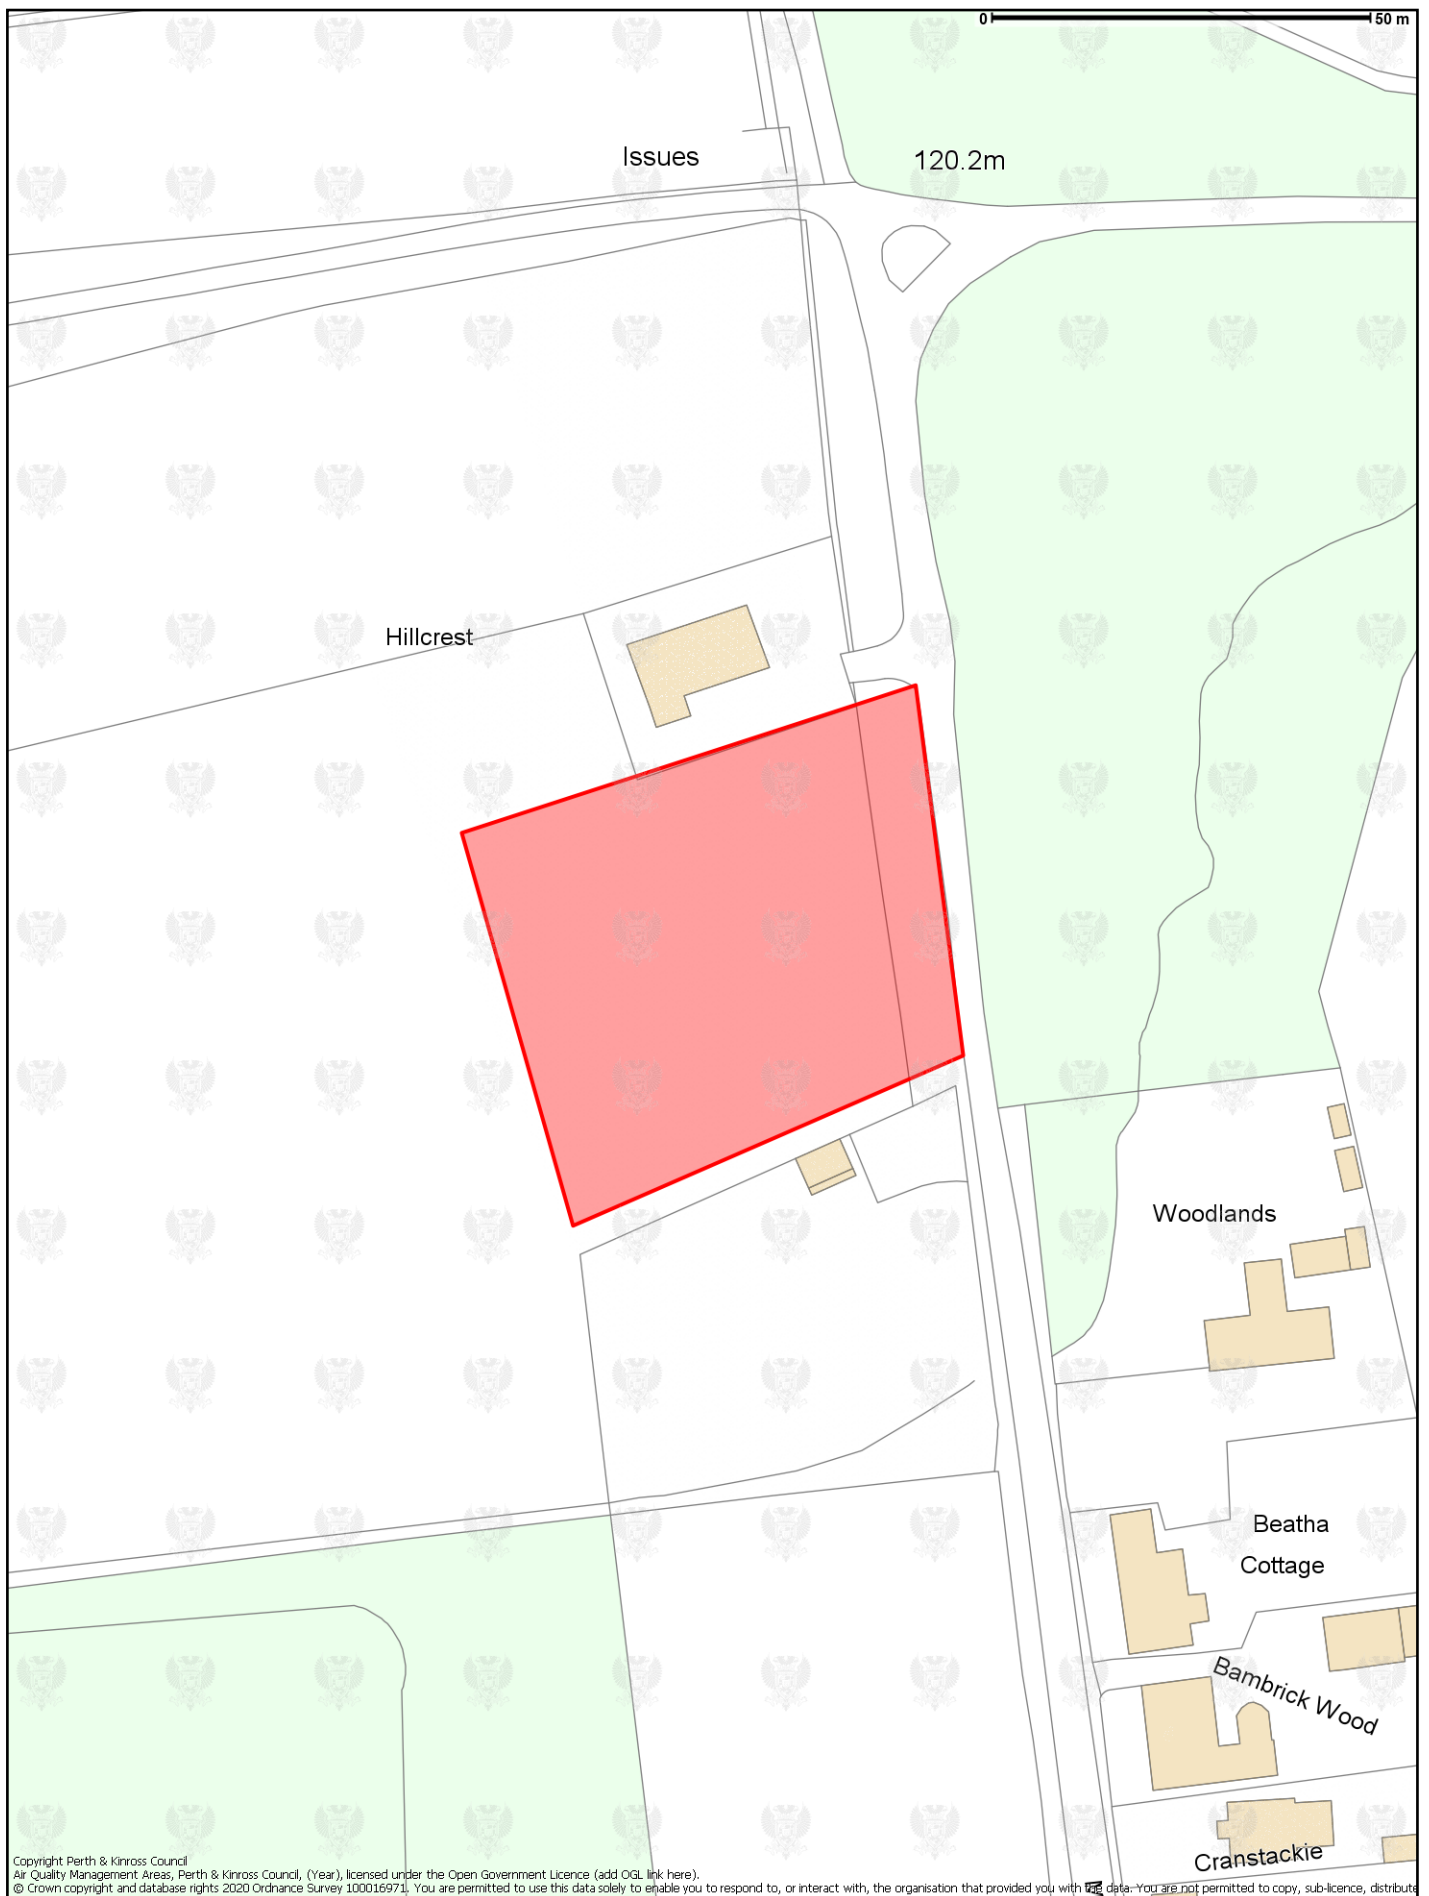 0 50 m
Issues
120.2m
Hillcrest
Woodlands
Beatha
Cottage
Bambrick Wood
Cranstackie
Copyright Perth & Kinross Council
Air Quality Management Areas, Perth & Kinross Council, (Year), licensed under the Open Government Licence (add OGL link here).
© Crown copyright and database rights 2020 Ordnance Survey 100016971. You are permitted to use this data solely to enable you to respond to, or interact with, the organisation that provided you with the data. You are not permitted to copy, sub-licence, distribute